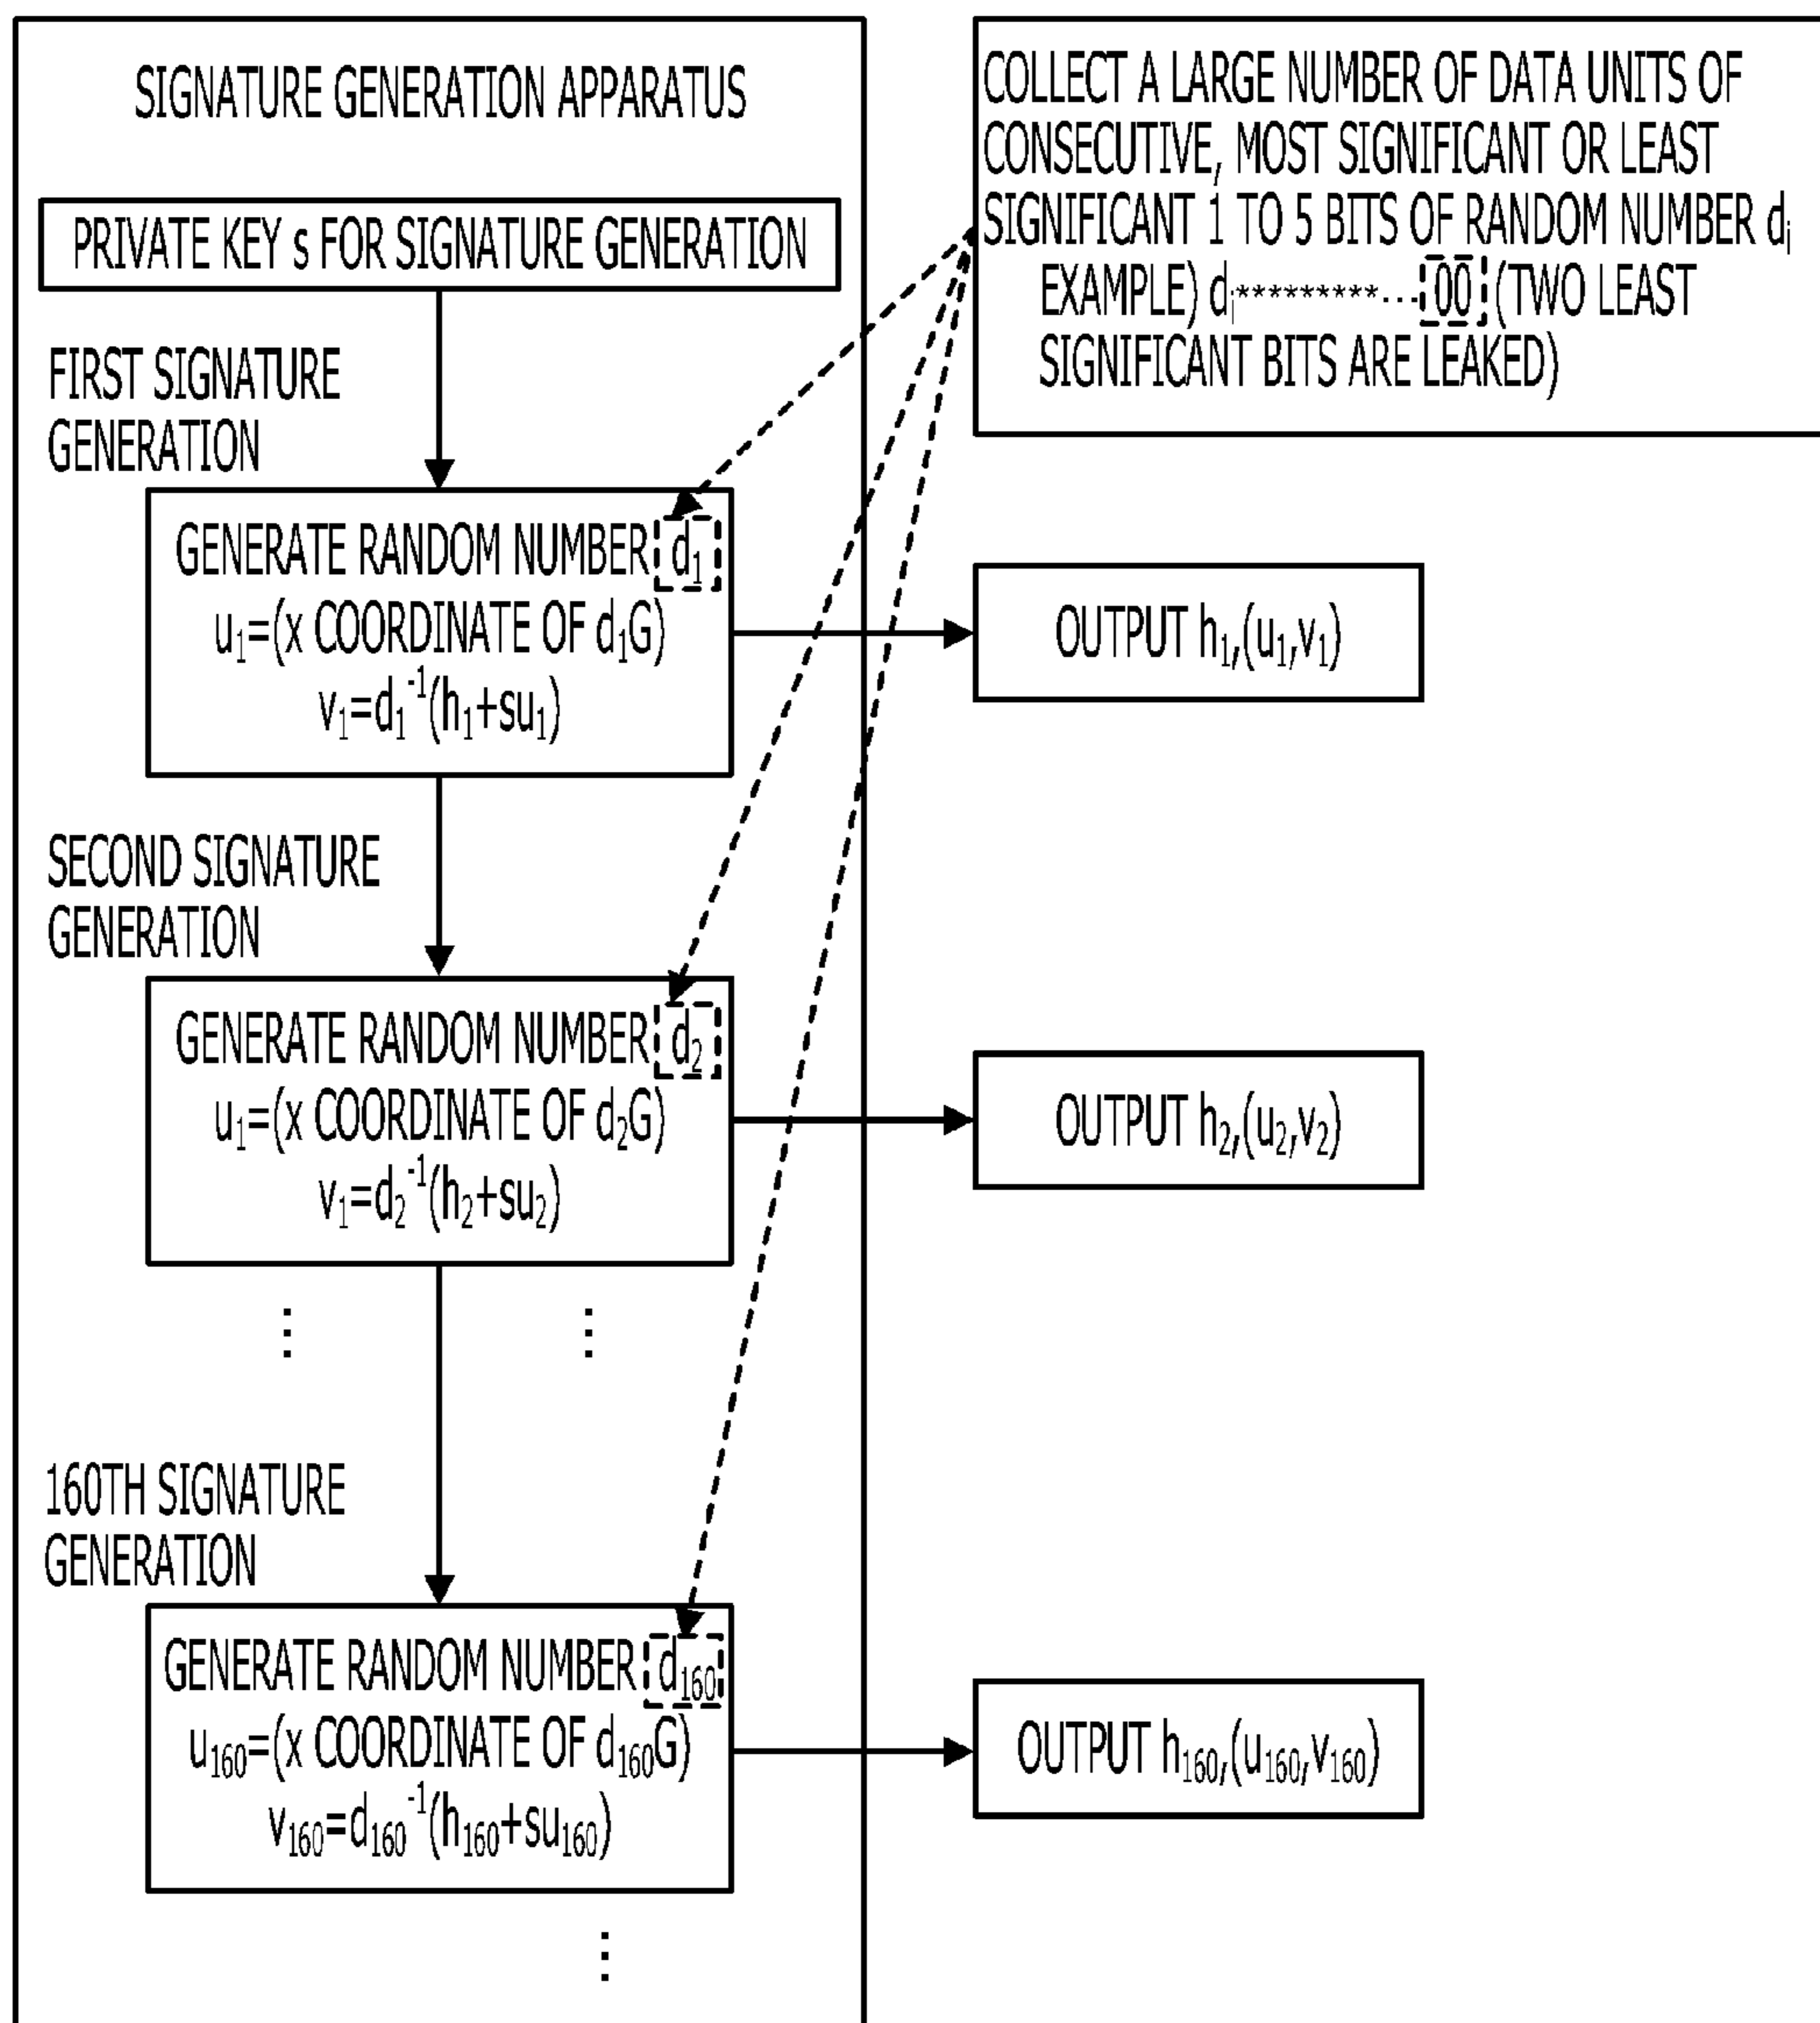 SIGNATURE GENERATION APPARATUS
PRIVATE KEY s FOR SIGNATURE GENERATION
COLLECT A LARGE NUMBER OF DATA UNITS OF
CONSECUTIVE, MOST SIGNIFICANT OR LEAST
SIGNIFICANT 1 TO 5 BITS OF RANDOM NUMBER dᵢ
EXAMPLE) dᵢ*********...00 (TWO LEAST
SIGNIFICANT BITS ARE LEAKED)
FIRST SIGNATURE
GENERATION
GENERATE RANDOM NUMBER d₁
u₁=(x COORDINATE OF d₁G)
v₁=d₁⁻¹(h₁+su₁)
OUTPUT h₁,(u₁,v₁)
SECOND SIGNATURE
GENERATION
GENERATE RANDOM NUMBER d₂
u₁=(x COORDINATE OF d₂G)
v₁=d₂⁻¹(h₂+su₂)
OUTPUT h₂,(u₂,v₂)
160TH SIGNATURE
GENERATION
GENERATE RANDOM NUMBER d₁₆₀
u₁₆₀=(x COORDINATE OF d₁₆₀G)
v₁₆₀=d₁₆₀⁻¹(h₁₆₀+su₁₆₀)
OUTPUT h₁₆₀,(u₁₆₀,v₁₆₀)